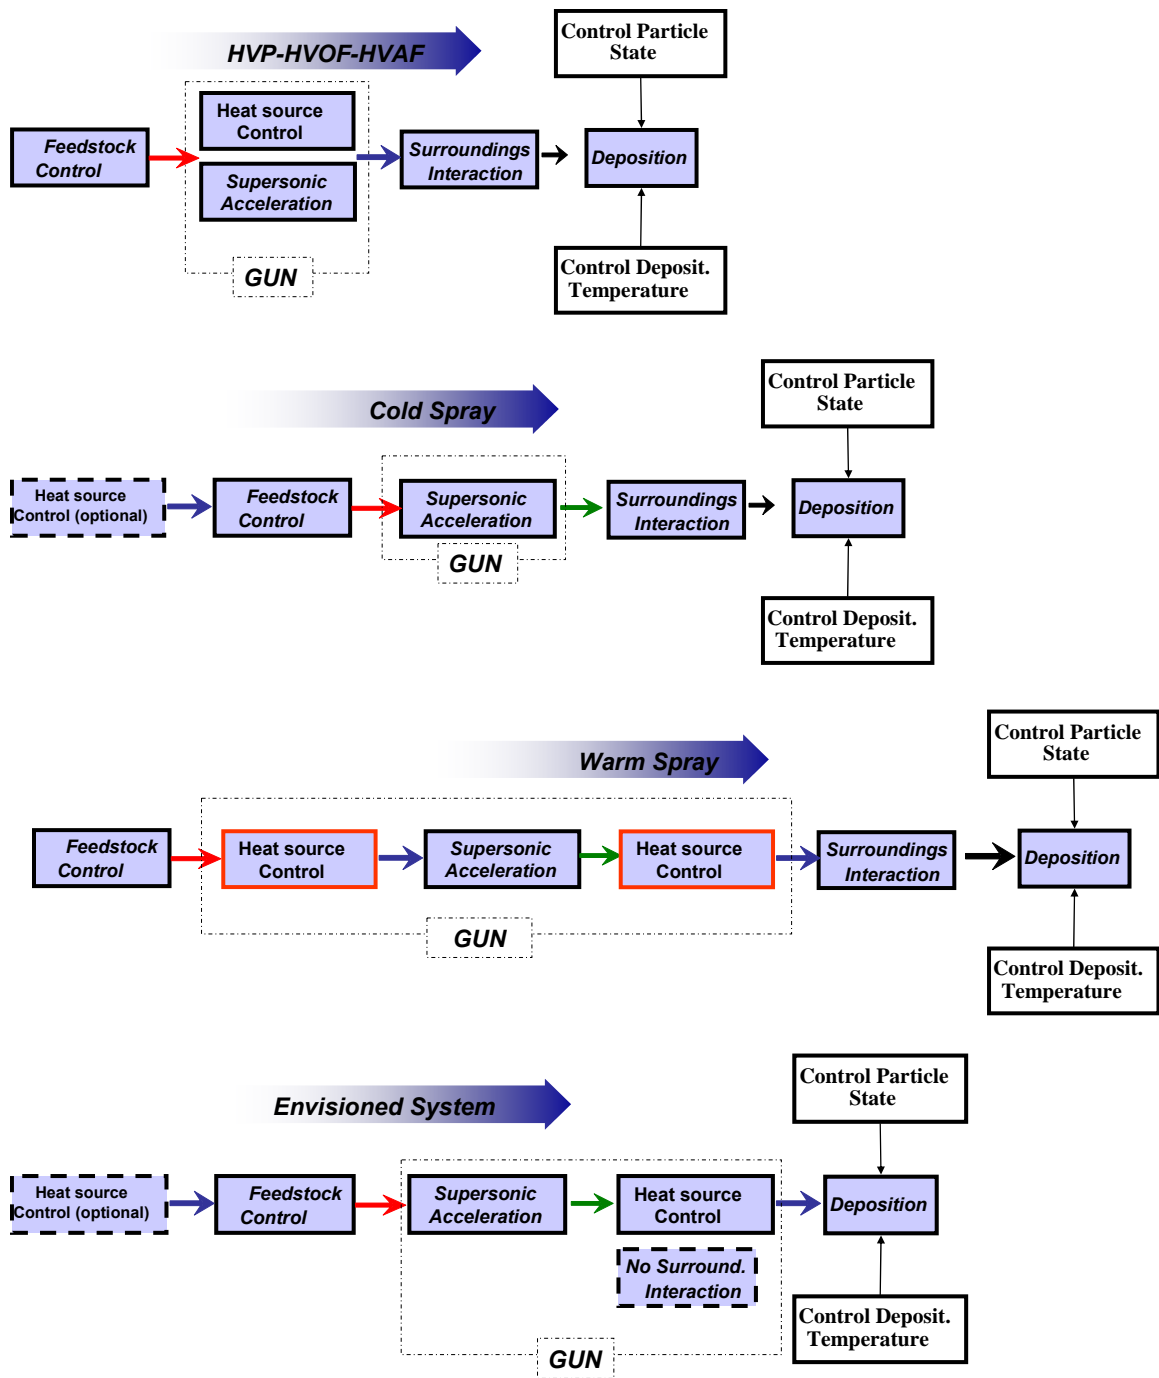 HVP-HVOF-HVAF
Control Particle
State
Heat source
Control
Feedstock
Control
Supersonic
Acceleration
Surroundings
Interaction
Deposition
GUN
Control Deposit.
Temperature
Cold Spray
Control Particle
State
Heat source
Control (optional)
Feedstock
Control
Supersonic
Acceleration
Surroundings
Interaction
Deposition
GUN
Control Deposit.
Temperature
Warm Spray
Control Particle
State
Feedstock
Control
Heat source
Control
Supersonic
Acceleration
Heat source
Control
Surroundings
Interaction
Deposition
GUN
Control Deposit.
Temperature
Envisioned System
Control Particle
State
Heat source
Control (optional)
Feedstock
Control
Supersonic
Acceleration
Heat source
Control
Deposition
No Surround.
Interaction
Control Deposit.
Temperature
GUN